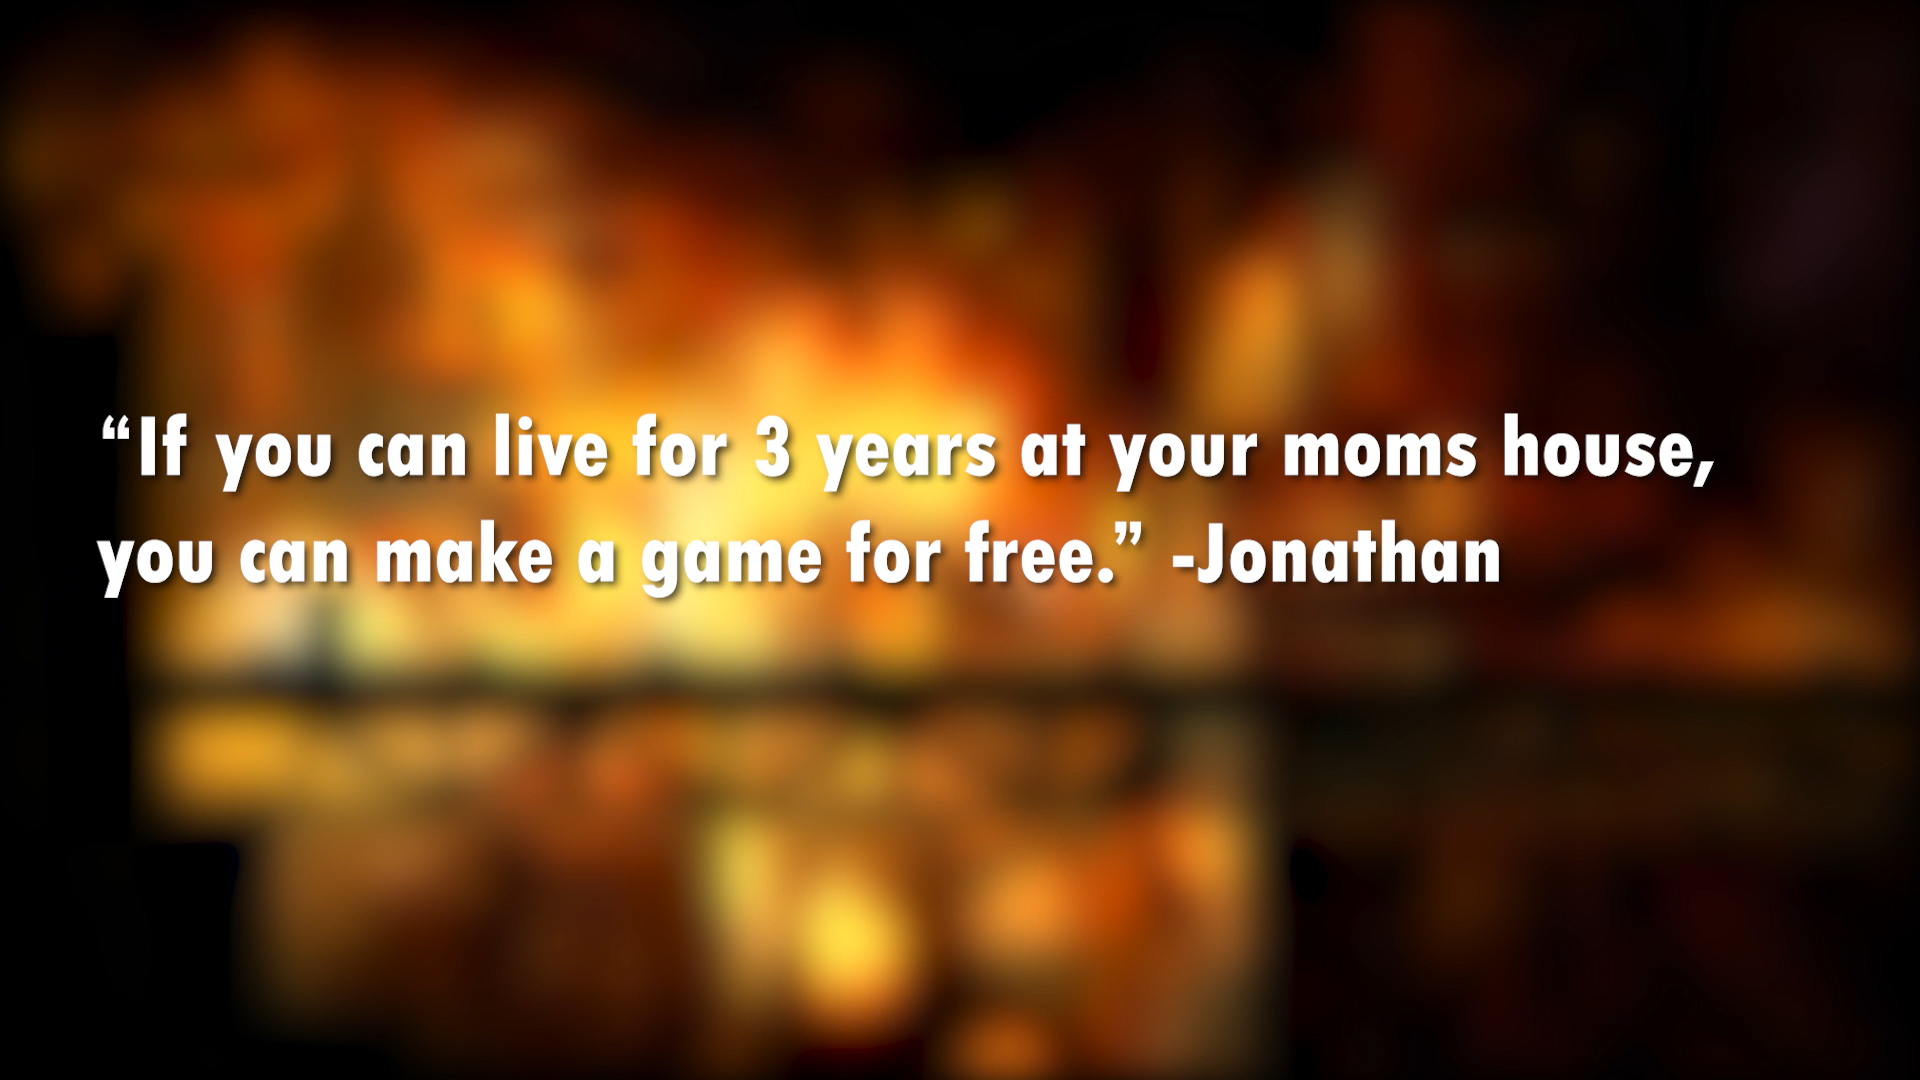 “If you can live for 3 years at your moms house,
you can make a game for free.” -Jonathan